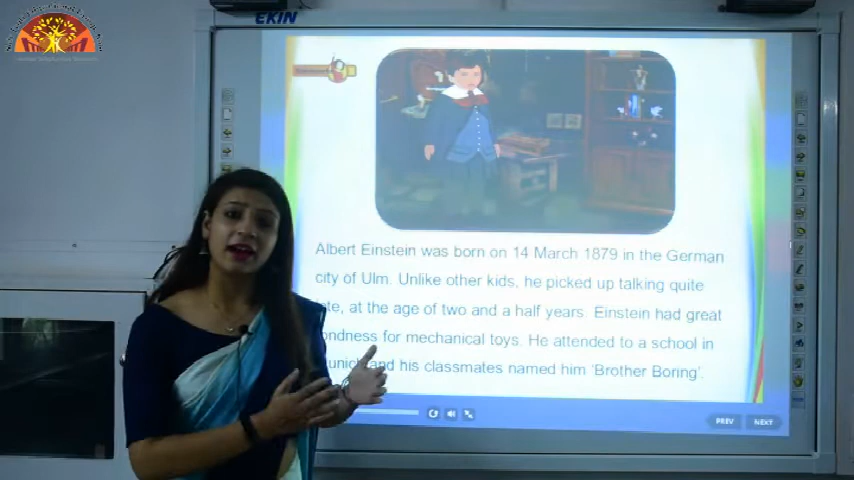 EKIN
Albert Einstein was born on 14 March 1879 in the German
city of Ulm. Unlike other kids, he picked up talking quite
at the age of two and a half years. Einstein had great
for mechanical toys. He attended to a school in
and his classmates named him 'Brother Boring'.
PREV NEXT